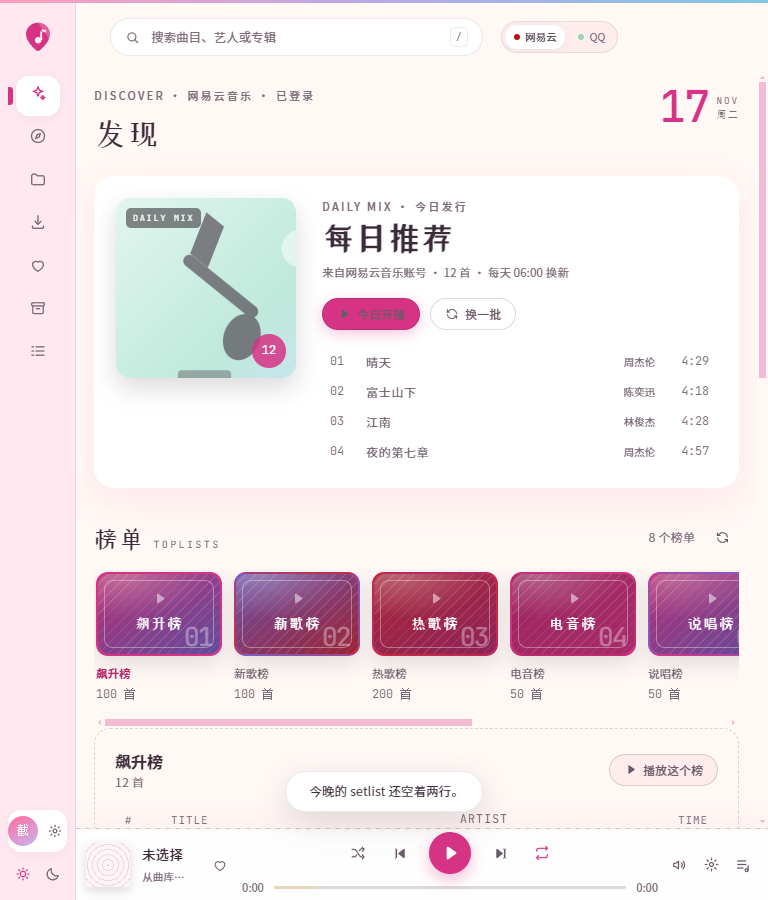 搜索曲目、艺人或专辑
/
网易云
QQ
DISCOVER • 网易云音乐 • 已登录
发现
17
NOV
周二
DAILY MIX
12
DAILY MIX • 今日发行
每日推荐
来自网易云音乐账号 • 12 首 • 每天 06:00 换新
今日开播
换一批
01 晴天 周杰伦 4:29
02 富士山下 陈奕迅 4:18
03 江南 林俊杰 4:28
04 夜的第七章 周杰伦 4:57
榜单 TOPLISTS
8 个榜单
飙升榜 01
新歌榜 02
热歌榜 03
电音榜 04
说唱榜
飙升榜
100 首
新歌榜
100 首
热歌榜
200 首
电音榜
50 首
说唱榜
50 首
飙升榜
12 首
播放这个榜
今晚的 setlist 还空着两行。
# TITLE ARTIST TIME
截
未选择
从曲库…
0:00
0:00